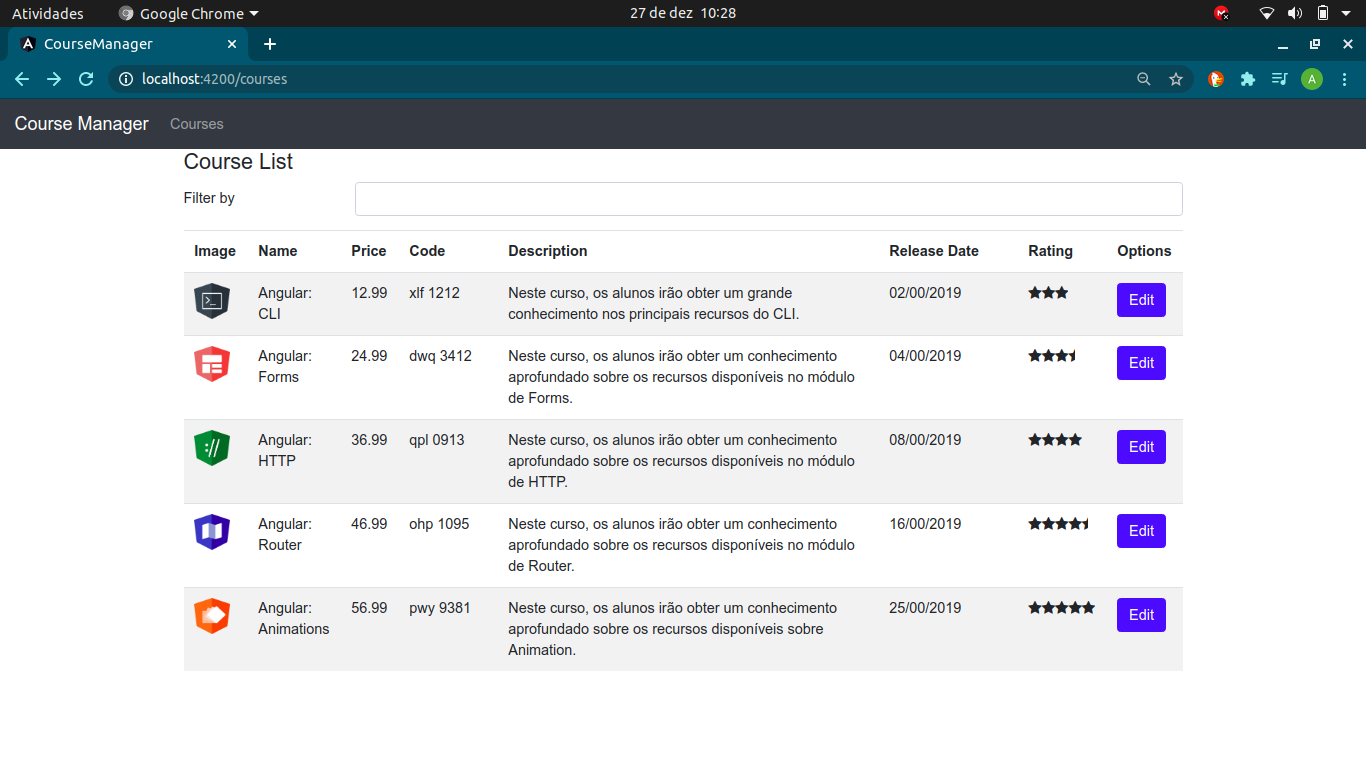 Atividades Google Chrome 27 de dez 10:28
CourseManager
localhost:4200/courses
A
Course Manager Courses
Course List
Filter by
Image Name Price Code Description Release Date Rating Options
Angular: 12.99 xlf 1212 Neste curso, os alunos irão obter um grande 02/00/2019 Edit
CLI conhecimento nos principais recursos do CLI.
Angular: 24.99 dwq 3412 Neste curso, os alunos irão obter um conhecimento 04/00/2019 Edit
Forms aprofundado sobre os recursos disponíveis no módulo
de Forms.
Angular: 36.99 qpl 0913 Neste curso, os alunos irão obter um conhecimento 08/00/2019 Edit
HTTP aprofundado sobre os recursos disponíveis no módulo
de HTTP.
Angular: 46.99 ohp 1095 Neste curso, os alunos irão obter um conhecimento 16/00/2019 Edit
Router aprofundado sobre os recursos disponíveis no módulo
de Router.
Angular: 56.99 pwy 9381 Neste curso, os alunos irão obter um conhecimento 25/00/2019 Edit
Animations aprofundado sobre os recursos disponíveis sobre
Animation.